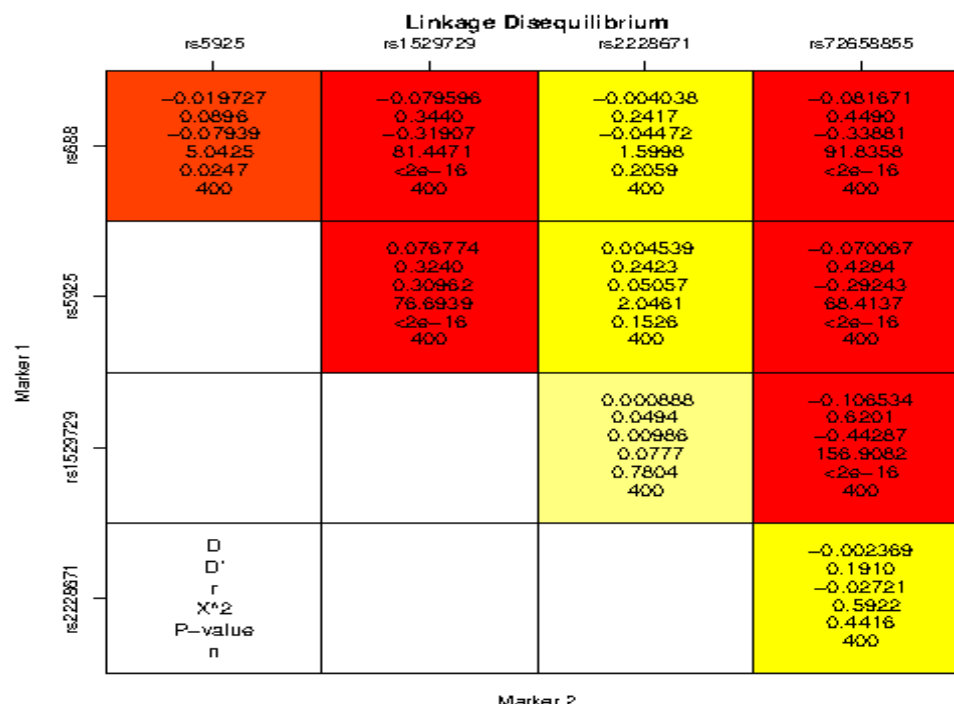 Linkage Disequilibrium
rs5925 rs1529729 rs2228671 rs72658855
rs688
−0.019727 −0.079596 −0.004038 −0.081671
0.0896 0.3440 0.2417 0.4490
−0.07939 −0.31907 −0.04472 −0.33881
5.0425 81.4471 1.5998 91.8358
0.0247 <2e−16 0.2059 <2e−16
400 400 400 400
rs5925
0.076774 0.004539 −0.070067
0.3240 0.2423 0.4284
0.30962 0.05057 −0.29243
76.6939 2.0461 68.4137
<2e−16 0.1526 <2e−16
400 400 400
Marker 1
rs1529729
0.000888 −0.106534
0.0494 0.6201
0.00986 −0.44287
0.0777 156.9082
0.7804 <2e−16
400 400
rs2228671
D −0.002369
D' 0.1910
r −0.02721
X^2 0.5922
P−value 0.4416
n 400
Marker 2